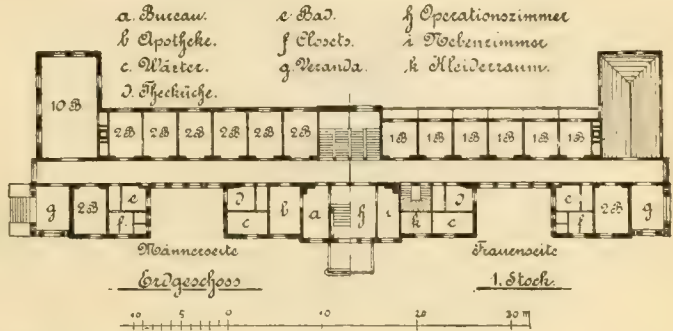 a. Bureau. e. Bad. h Operationszimmer
b Apotheke. f. Closets. i Nebenzimmer
c. Wärter. g. Veranda. k Kleiderraum.
d. Theeküche.
10 B 2 B 2 B 2 B 2 B 2 B 2 B 1 B 1 B 1 B 1 B 1 B 1 B
g 2 B e d b a h i d e 2 B g
f c k c f
Männerseite Frauenseite
Erdgeschoss 1. Stock.
10 5 0 10 20 30 m